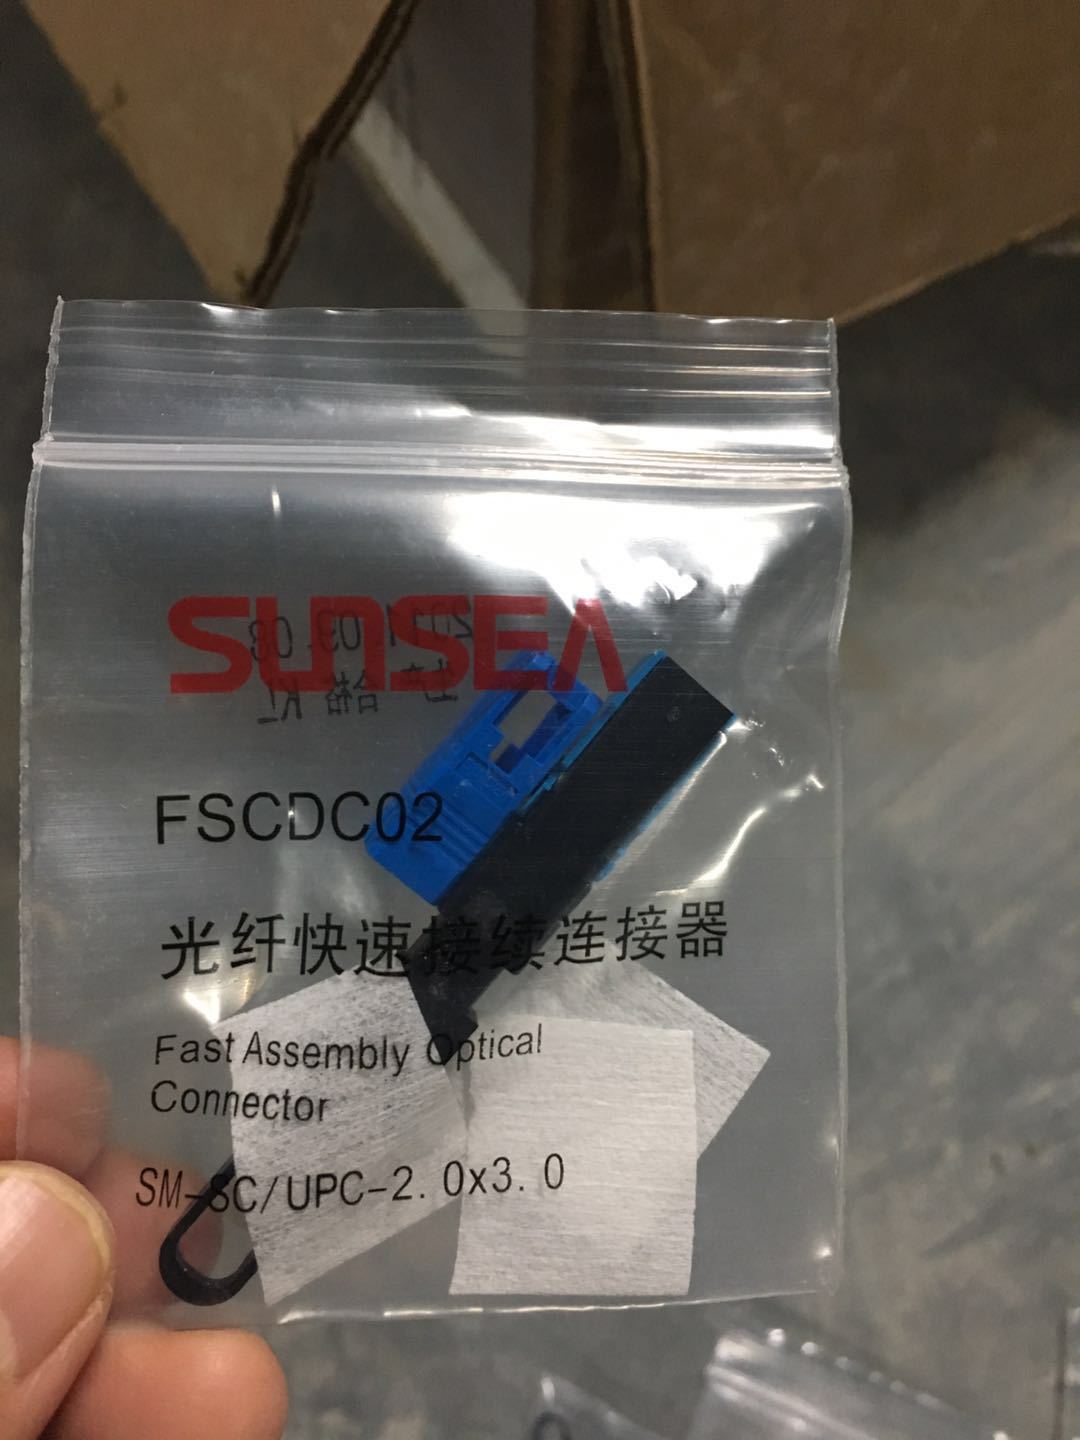 SUNSEA
FSCDC02
光纤快速接续连接器
Fast Assembly Optical
Connector
SM-SC/UPC-2.0x3.0